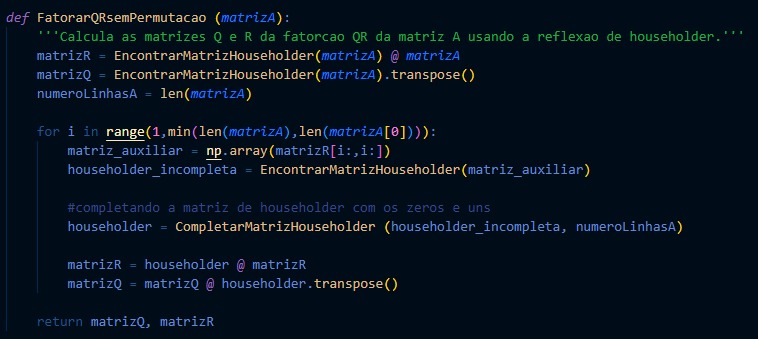 def FatorarQRsemPermutacao (matrizA):
    '''Calcula as matrizes Q e R da fatorcao QR da matriz A usando a reflexao de householder.'''
    matrizR = EncontrarMatrizHouseholder(matrizA) @ matrizA
    matrizQ = EncontrarMatrizHouseholder(matrizA).transpose()
    numeroLinhasA = len(matrizA)

    for i in range(1,min(len(matrizA),len(matrizA[0]))):
        matriz_auxiliar = np.array(matrizR[i:,i:])
        householder_incompleta = EncontrarMatrizHouseholder(matriz_auxiliar)

        #completando a matriz de householder com os zeros e uns
        householder = CompletarMatrizHouseholder (householder_incompleta, numeroLinhasA)

        matrizR = householder @ matrizR
        matrizQ = matrizQ @ householder.transpose()

    return matrizQ, matrizR